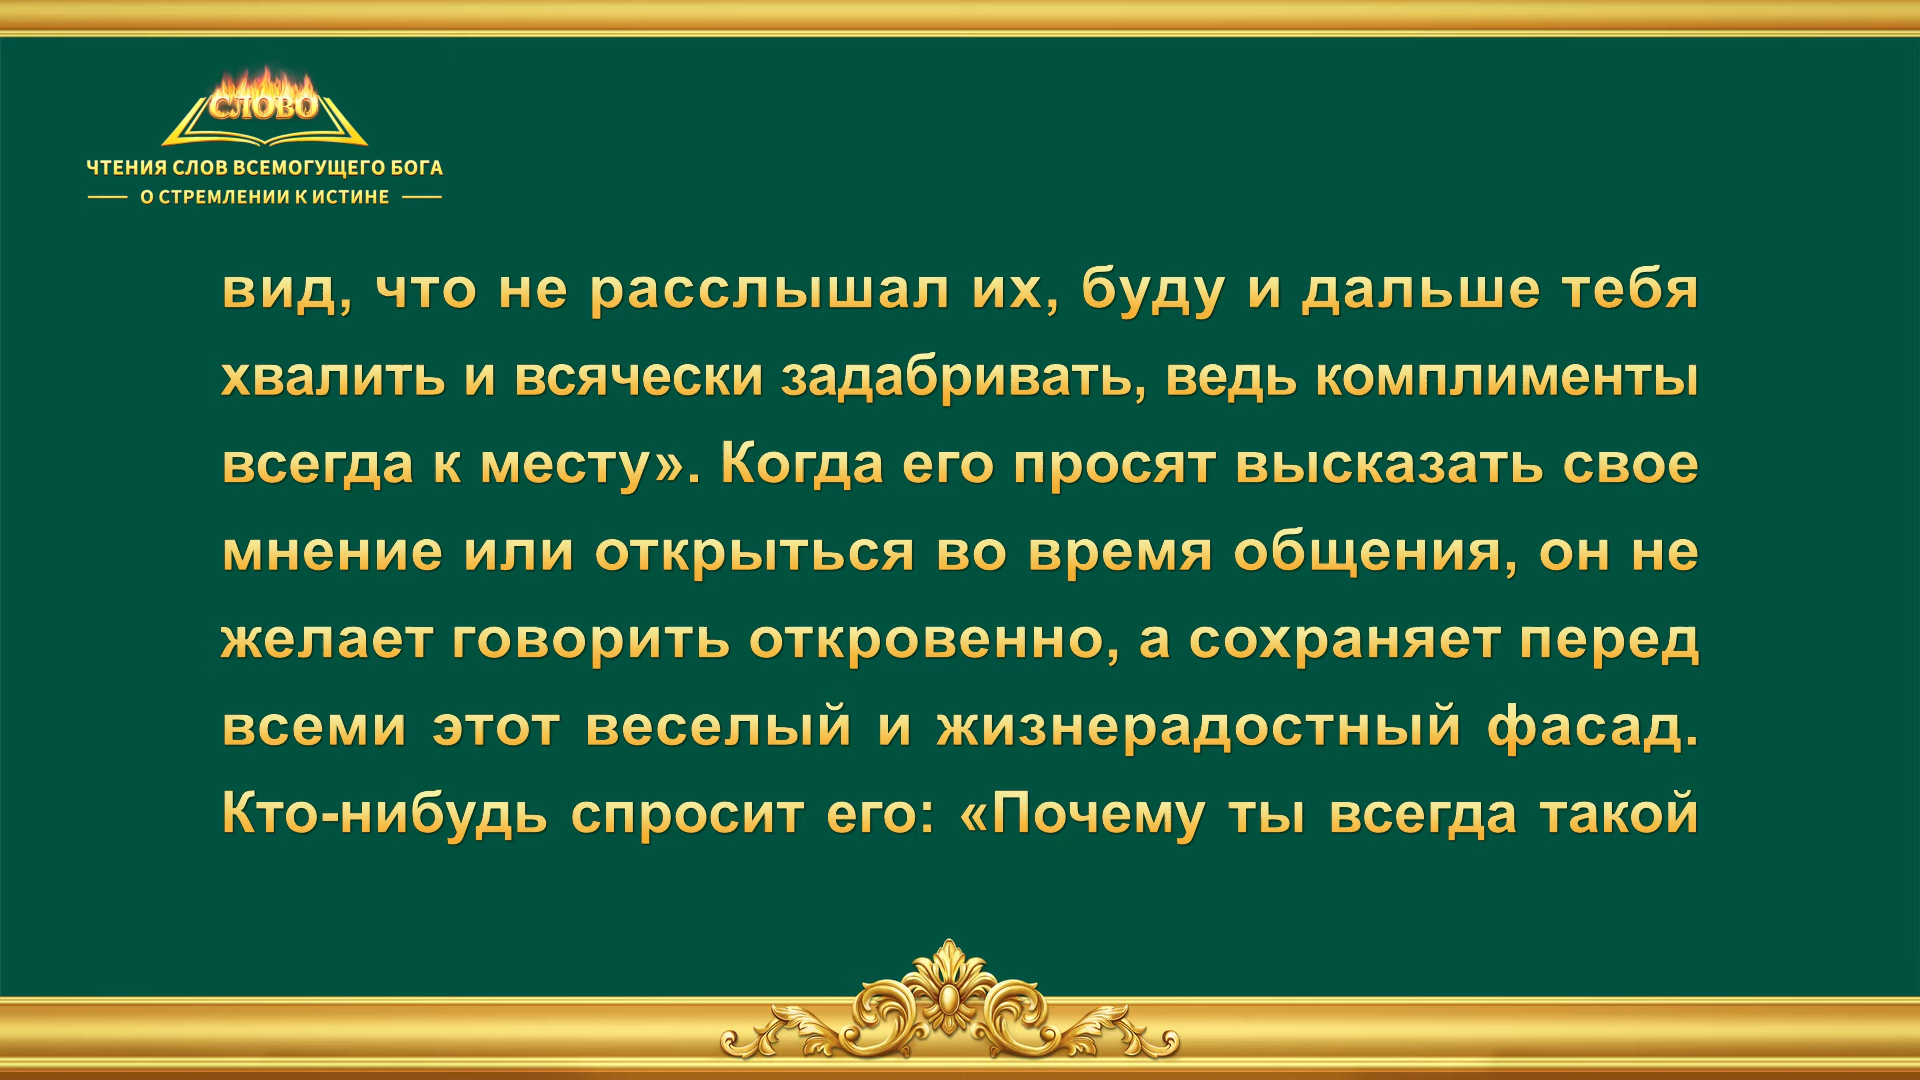 СЛОВО
ЧТЕНИЯ СЛОВ ВСЕМОГУЩЕГО БОГА
О СТРЕМЛЕНИИ К ИСТИНЕ
вид, что не расслышал их, буду и дальше тебя
хвалить и всячески задабривать, ведь комплименты
всегда к месту». Когда его просят высказать свое
мнение или открыться во время общения, он не
желает говорить откровенно, а сохраняет перед
всеми этот веселый и жизнерадостный фасад.
Кто-нибудь спросит его: «Почему ты всегда такой